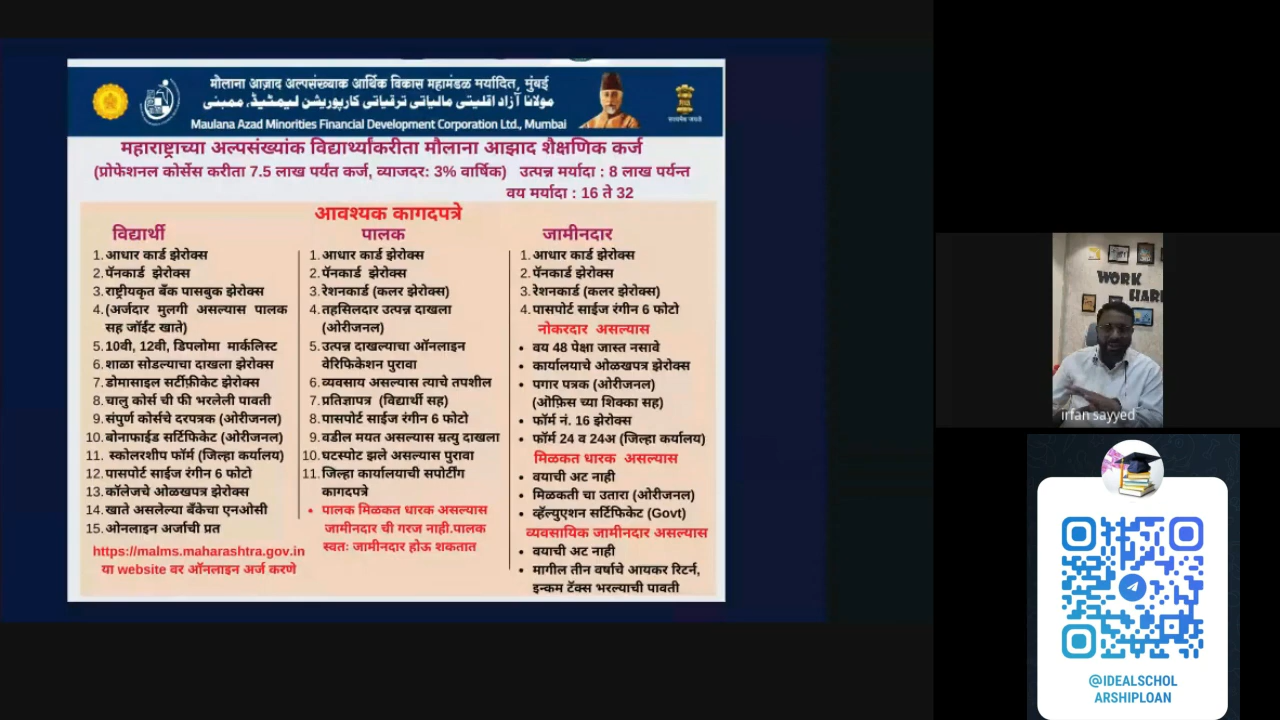 मौलाना आज़ाद अल्पसंख्याक आर्थिक विकास महामंडळ मर्यादित, मुंबई
مولانا آزاد اقلیتی مالیاتی ترقیاتی کارپوریشن لیمٹیڈ، ممبئی
Maulana Azad Minorities Financial Development Corporation Ltd., Mumbai
महाराष्ट्राच्या अल्पसंख्यांक विद्यार्थ्यांकरीता मौलाना आझाद शैक्षणिक कर्ज
(प्रोफेशनल कोर्सेस करीता 7.5 लाख पर्यंत कर्ज, व्याजदर: 3% वार्षिक) उत्पन्न मर्यादा : 8 लाख पर्यन्त
वय मर्यादा : 16 ते 32
आवश्यक कागदपत्रे
विद्यार्थी
1. आधार कार्ड झेरोक्स
2. पॅनकार्ड झेरोक्स
3. राष्ट्रीयकृत बँक पासबुक झेरोक्स
4. (अर्जदार मुलगी असल्यास पालक
सह जॉईंट खाते)
5. 10वी, 12वी, डिपलोमा मार्कलिस्ट
6. शाळा सोडल्याचा दाखला झेरोक्स
7. डोमासाइल सर्टीफ़ीकेट झेरोक्स
8. चालु कोर्स ची फी भरलेली पावती
9. संपुर्ण कोर्सचे दरपत्रक (ओरीजनल)
10. बोनाफाईड सर्टिफिकेट (ओरीजनल)
11. स्कोलरशीप फॉर्म (जिल्हा कर्यालय)
12. पासपोर्ट साईज रंगीन 6 फोटो
13. कॉलेजचे ओळखपत्र झेरोक्स
14. खाते असलेल्या बँकेचा एनओसी
15. ओनलाइन अर्जाची प्रत
https://malms.maharashtra.gov.in
या website वर ऑनलाइन अर्ज करणे
पालक
1. आधार कार्ड झेरोक्स
2. पॅनकार्ड झेरोक्स
3. रेशनकार्ड (कलर झेरोक्स)
4. तहसिलदार उत्पन्न दाखला
(ओरीजनल)
5. उत्पन्न दाखल्याचा ऑनलाइन
वेरिफिकेशन पुरावा
6. व्यवसाय असल्यास त्याचे तपशील
7. प्रतिज्ञापत्र (विद्यार्थी सह)
8. पासपोर्ट साईज रंगीन 6 फोटो
9. वडील मयत असल्यास म्रत्यु दाखला
10. घटस्पोट झले असल्यास पुरावा
11. जिल्हा कार्यालयाची सपोर्टींग
कागदपत्रे
• पालक मिळकत धारक असल्यास
जामीनदार ची गरज नाही.पालक
स्वतः जामीनदार होऊ शकतात
जामीनदार
1. आधार कार्ड झेरोक्स
2. पॅनकार्ड झेरोक्स
3. रेशनकार्ड (कलर झेरोक्स)
4. पासपोर्ट साईज रंगीन 6 फोटो
नोकरदार असल्यास
• वय 48 पेक्षा जास्त नसावे
• कार्यालयाचे ओळखपत्र झेरोक्स
• पगार पत्रक (ओरीजनल)
(ओफ़िस च्या शिक्का सह)
• फॉर्म नं. 16 झेरोक्स
• फॉर्म 24 व 24अ (जिल्हा कर्यालय)
मिळकत धारक असल्यास
• वयाची अट नाही
• मिळकती चा उतारा (ओरीजनल)
• व्हॅल्युएशन सर्टिफिकेट (Govt)
व्यवसायिक जामीनदार असल्यास
• वयाची अट नाही
• मागील तीन वर्षाचे आयकर रिटर्न,
इन्कम टॅक्स भरल्याची पावती
WORK
HARD
irfan sayyed
@IDEALSCHOL
ARSHIPLOAN